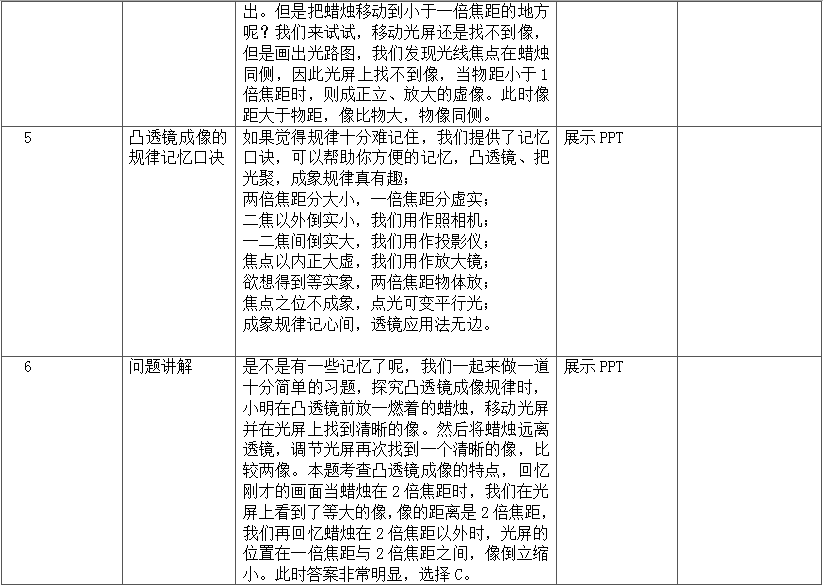 出。但是把蜡烛移动到小于一倍焦距的地方
呢？我们来试试，移动光屏还是找不到像，
但是画出光路图，我们发现光线焦点在蜡烛
同侧，因此光屏上找不到像，当物距小于1
倍焦距时，则成正立、放大的虚像。此时像
距大于物距，像比物大，物像同侧。
5
凸透镜成像的
规律记忆口诀
如果觉得规律十分难记住，我们提供了记忆
口诀，可以帮助你方便的记忆，凸透镜、把
光聚，成象规律真有趣；
两倍焦距分大小，一倍焦距分虚实；
二焦以外倒实小，我们用作照相机；
一二焦间倒实大，我们用作投影仪；
焦点以内正大虚，我们用作放大镜；
欲想得到等实象，两倍焦距物体放；
焦点之位不成象，点光可变平行光；
成象规律记心间，透镜应用法无边。
展示 PPT
6
问题讲解
是不是有一些记忆了呢，我们一起来做一道
十分简单的习题，探究凸透镜成像规律时，
小明在凸透镜前放一燃着的蜡烛，移动光屏
并在光屏上找到清晰的像。然后将蜡烛远离
透镜，调节光屏再次找到一个清晰的像，比
较两像。本题考查凸透镜成像的特点，回忆
刚才的画面当蜡烛在 2 倍焦距时，我们在光
屏上看到了等大的像，像的距离是 2 倍焦距，
我们再回忆蜡烛在 2 倍焦距以外时，光屏的
位置在一倍焦距与 2 倍焦距之间，像倒立缩
小。此时答案非常明显，选择 C。
展示 PPT